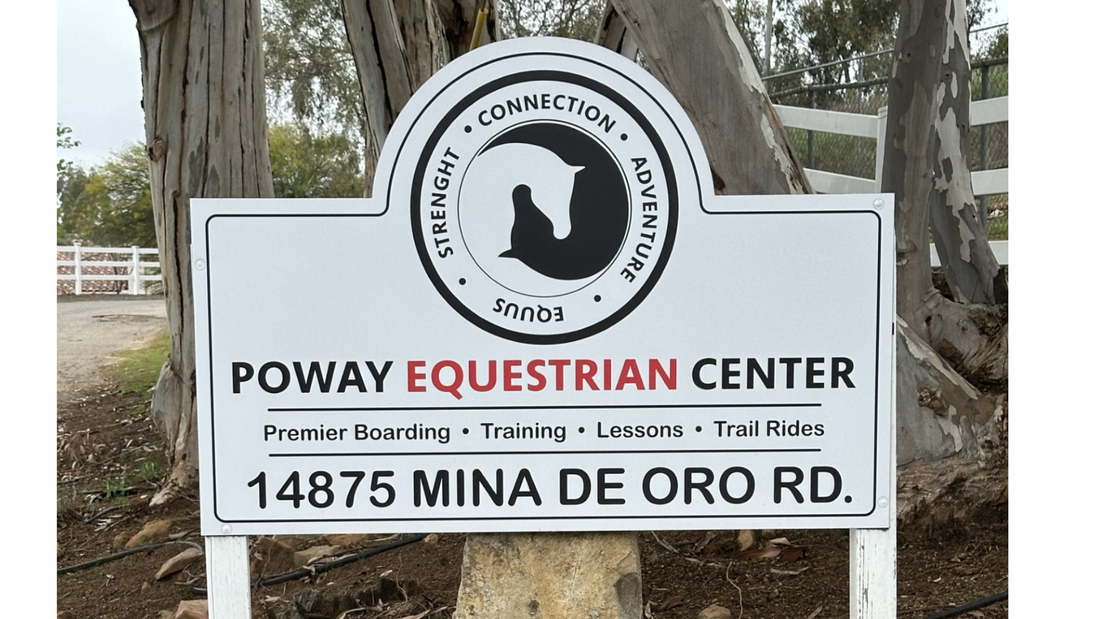 STRENGHT • CONNECTION • ADVENTURE • EQUUS •
POWAY EQUESTRIAN CENTER
Premier Boarding • Training • Lessons • Trail Rides
14875 MINA DE ORO RD.